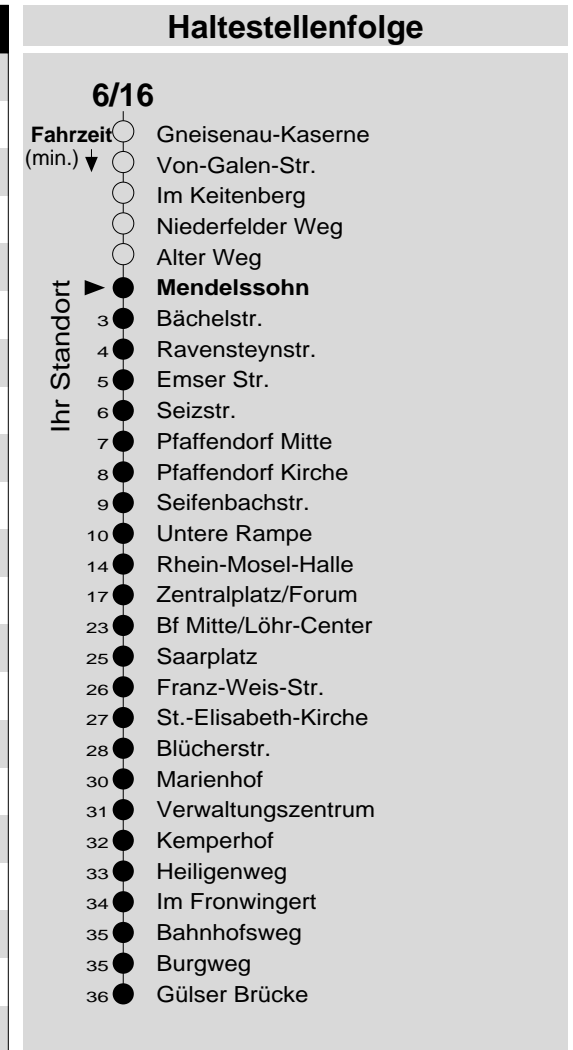 Haltestellenfolge
6/16
Fahrzeit
(min.)
Gneisenau-Kaserne
Von-Galen-Str.
Im Keitenberg
Niederfelder Weg
Alter Weg
Ihr Standort
Mendelssohn
3 Bächelstr.
4 Ravensteynstr.
5 Emser Str.
6 Seizstr.
7 Pfaffendorf Mitte
8 Pfaffendorf Kirche
9 Seifenbachstr.
10 Untere Rampe
14 Rhein-Mosel-Halle
17 Zentralplatz/Forum
23 Bf Mitte/Löhr-Center
25 Saarplatz
26 Franz-Weis-Str.
27 St.-Elisabeth-Kirche
28 Blücherstr.
30 Marienhof
31 Verwaltungszentrum
32 Kemperhof
33 Heiligenweg
34 Im Fronwingert
35 Bahnhofsweg
35 Burgweg
36 Gülser Brücke